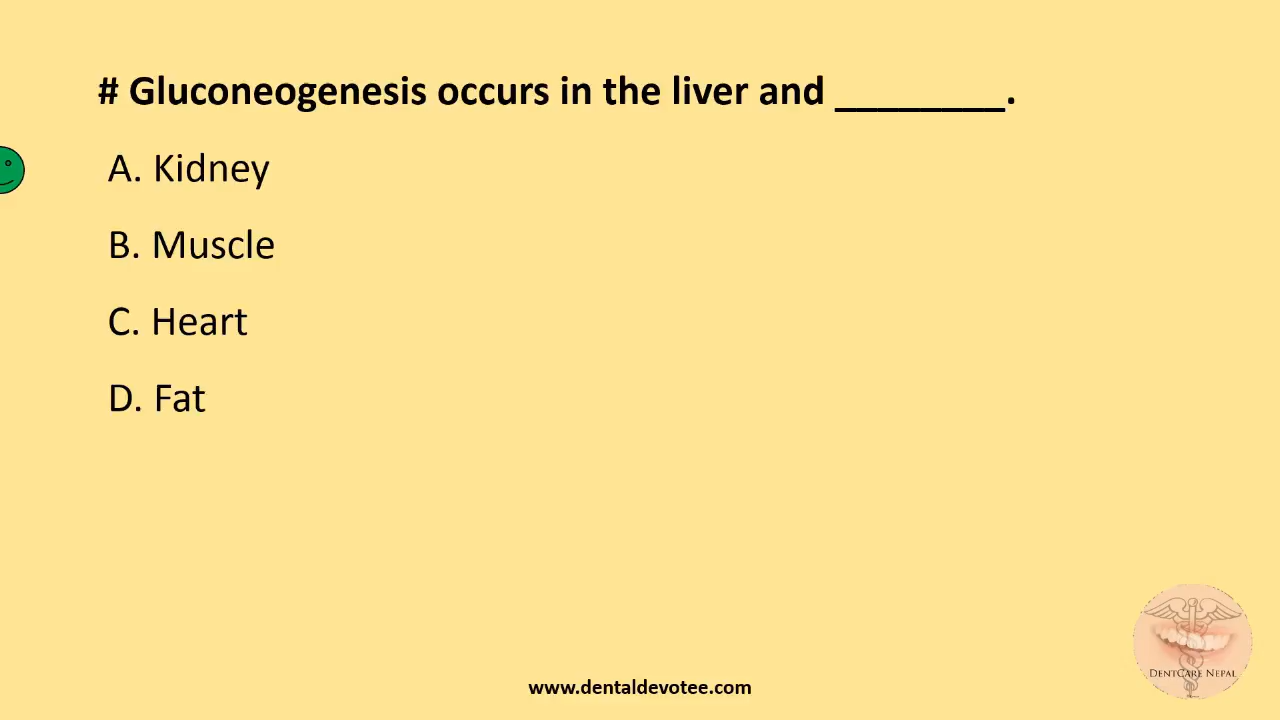 # Gluconeogenesis occurs in the liver and ________.
A. Kidney
B. Muscle
C. Heart
D. Fat
DentCare Nepal
www.dentaldevotee.com